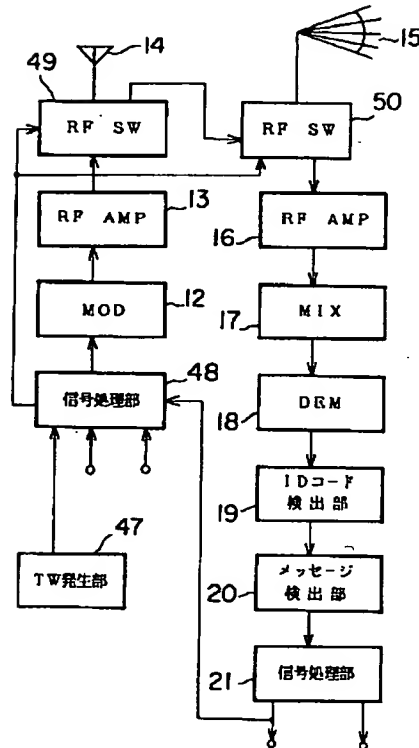 14
15
49
RF SW
50
RF SW
RF AMP
13
RF AMP
16
MOD
12
MIX
17
48
信号処理部
DEM
18
IDコード
検出部
19
47
TW発生部
メッセージ
検出部
20
信号処理部
21